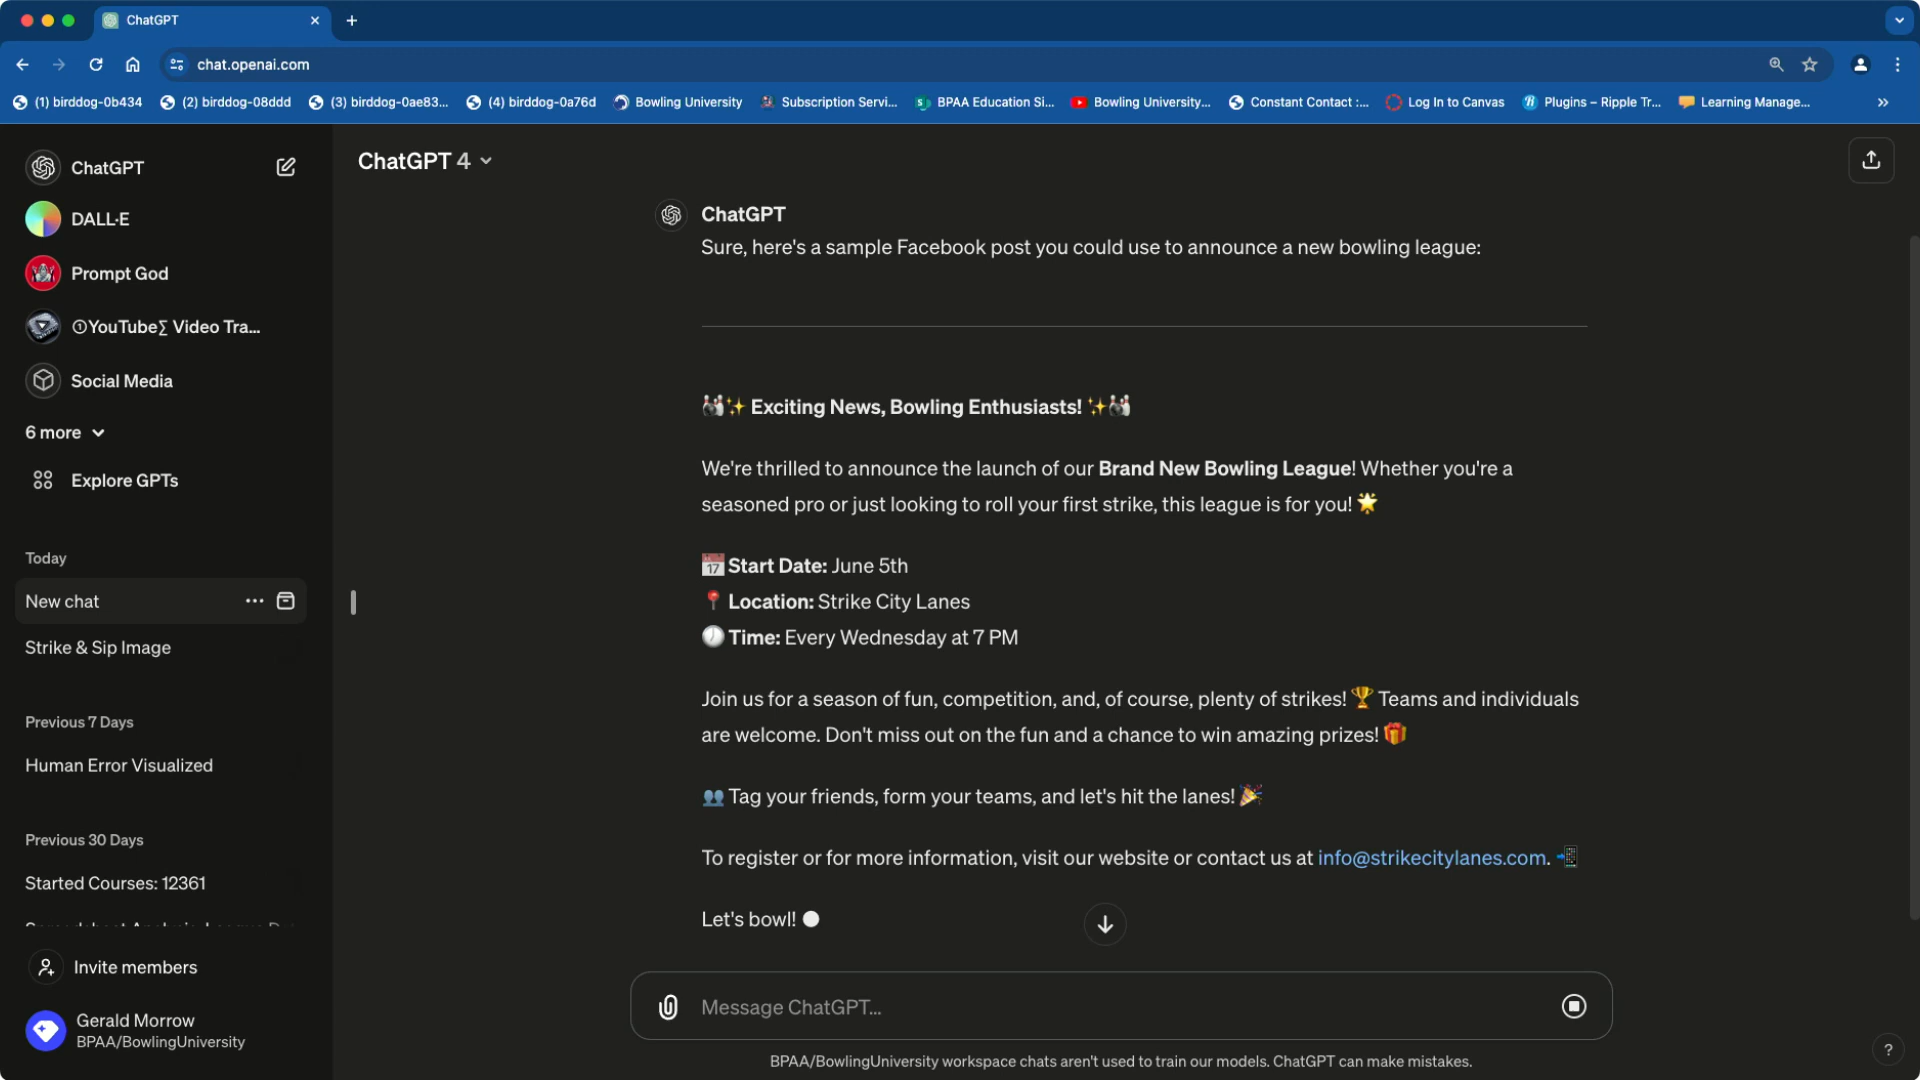 ChatGPT
chat.openai.com
(1) birddog-0b434
(2) birddog-08ddd
(3) birddog-0ae83...
(4) birddog-0a76d
Bowling University
Subscription Servi...
BPAA Education Si...
Bowling University...
Constant Contact :...
Log In to Canvas
Plugins – Ripple Tr...
Learning Manage...
ChatGPT
DALL·E
Prompt God
①YouTube∑ Video Tra...
Social Media
6 more
Explore GPTs
Today
New chat
Strike & Sip Image
Previous 7 Days
Human Error Visualized
Previous 30 Days
Started Courses: 12361
Invite members
Gerald Morrow
BPAA/BowlingUniversity
ChatGPT 4
ChatGPT
Sure, here's a sample Facebook post you could use to announce a new bowling league:
🎳✨ Exciting News, Bowling Enthusiasts! ✨🎳
We're thrilled to announce the launch of our Brand New Bowling League! Whether you're a
seasoned pro or just looking to roll your first strike, this league is for you! 🌟
📅 Start Date: June 5th
📍 Location: Strike City Lanes
🕖 Time: Every Wednesday at 7 PM
Join us for a season of fun, competition, and, of course, plenty of strikes! 🏆 Teams and individuals
are welcome. Don't miss out on the fun and a chance to win amazing prizes! 🎁
👥 Tag your friends, form your teams, and let's hit the lanes! 🎉
To register or for more information, visit our website or contact us at info@strikecitylanes.com. 📲
Let's bowl!
Message ChatGPT...
BPAA/BowlingUniversity workspace chats aren't used to train our models. ChatGPT can make mistakes.
?